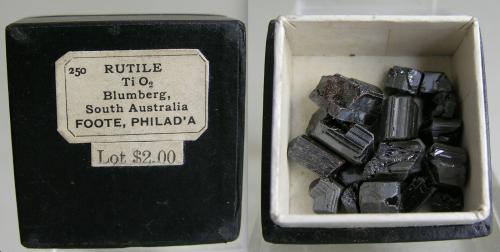 250 RUTILE
Ti O₂
Blumberg,
South Australia
FOOTE, PHILAD'A
Lot $2.00